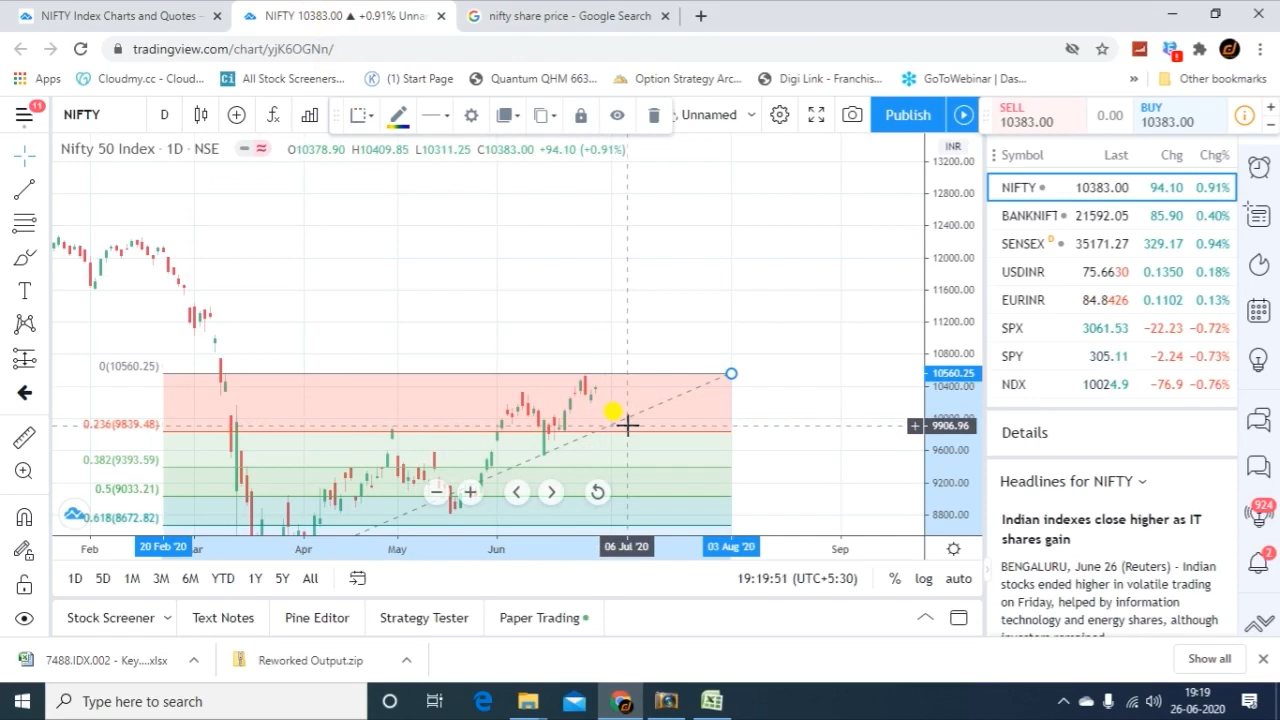 NIFTY Index Charts and Quotes —
NIFTY 10383.00 ▲ +0.91% Unna
nifty share price - Google Search
tradingview.com/chart/yjK6OGNn/
Apps
Cloudmy.cc - Cloud...
All Stock Screeners...
(1) Start Page
Quantum QHM 663...
Option Strategy Arc...
Digi Link - Franchis...
GoToWebinar | Das...
»
Other bookmarks
11
NIFTY
D
Unnamed
Publish
SELL
10383.00
0.00
BUY
10383.00
Nifty 50 Index · 1D · NSE
O10378.90 H10409.85 L10311.25 C10383.00 +94.10 (+0.91%)
INR
13200.00
12800.00
12400.00
12000.00
11600.00
11200.00
10800.00
10560.25
10400.00
10000.00
9906.96
9600.00
9200.00
8800.00
0(10560.25)
0.236(9839.48)
0.382(9393.59)
0.5(9033.21)
0.618(8672.82)
Feb
20 Feb '20
ar
Apr
May
Jun
06 Jul '20
03 Aug '20
Sep
1D 5D 1M 3M 6M YTD 1Y 5Y All
19:19:51 (UTC+5:30)
% log auto
Stock Screener
Text Notes
Pine Editor
Strategy Tester
Paper Trading
Symbol Last Chg Chg%
NIFTY 10383.00 94.10 0.91%
BANKNIFT 21592.05 85.90 0.40%
SENSEX D 35171.27 329.17 0.94%
USDINR 75.6630 0.1350 0.18%
EURINR 84.8426 0.1102 0.13%
SPX 3061.53 −22.23 −0.72%
SPY 305.11 −2.24 −0.73%
NDX 10024.9 −76.9 −0.76%
Details
Headlines for NIFTY
Indian indexes close higher as IT
shares gain
BENGALURU, June 26 (Reuters) - Indian
stocks ended higher in volatile trading
on Friday, helped by information
technology and energy shares, although
924
2
7488.IDX.002 - Key....xlsx
Reworked Output.zip
Show all
Type here to search
19:19
26-06-2020